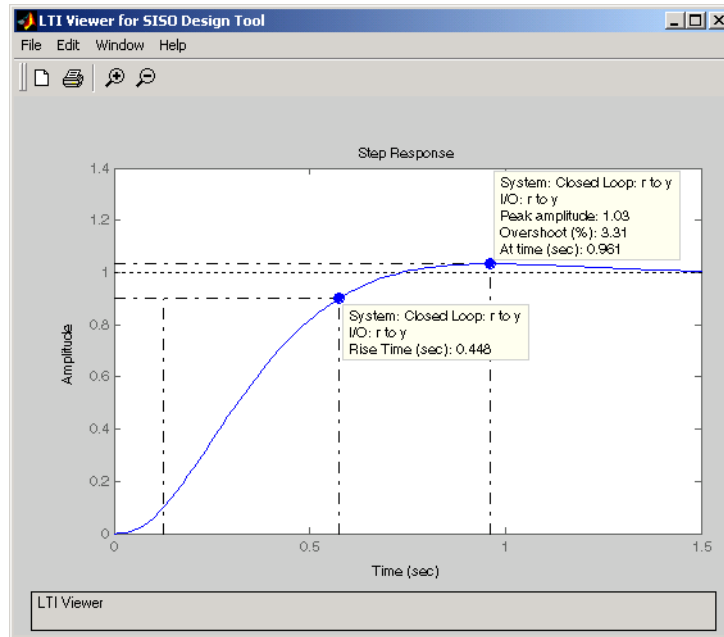 LTI Viewer for SISO Design Tool
File Edit Window Help
Step Response
1.4
1.2
1
0.8
0.6
0.4
0.2
0
Amplitude
System: Closed Loop: r to y
I/O: r to y
Peak amplitude: 1.03
Overshoot (%): 3.31
At time (sec): 0.961
System: Closed Loop: r to y
I/O: r to y
Rise Time (sec): 0.448
0 0.5 1 1.5
Time (sec)
LTI Viewer